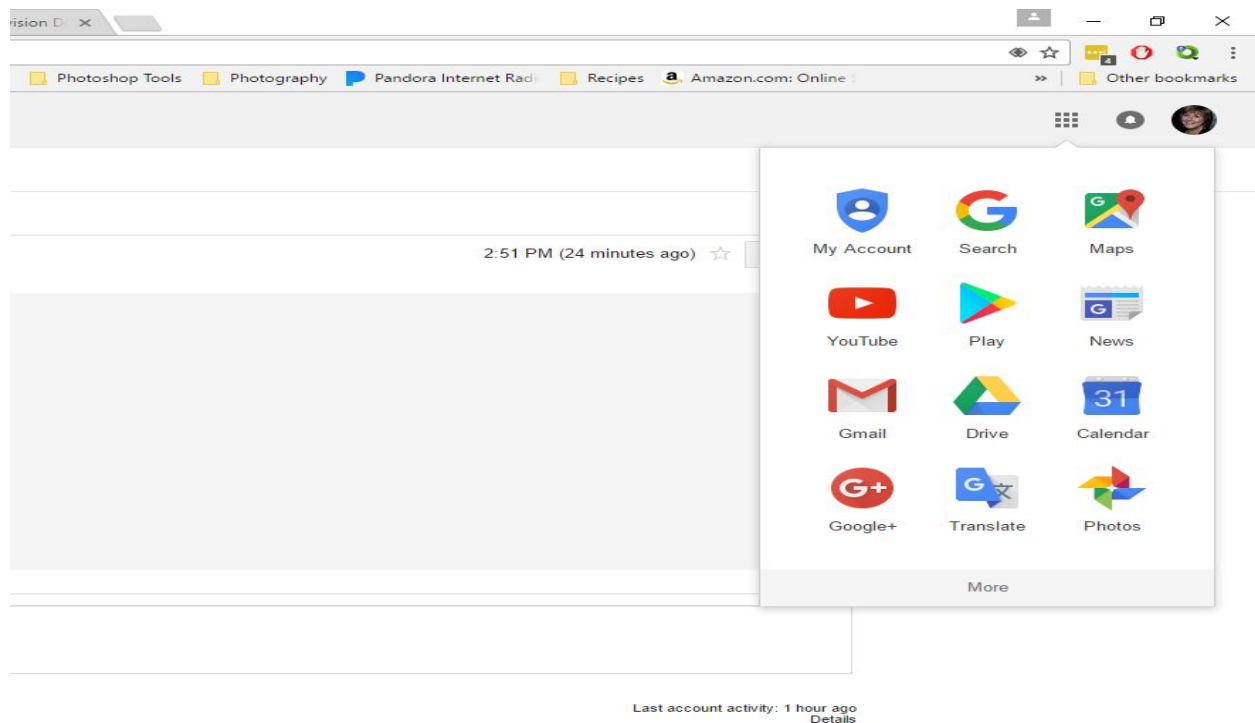 vision D
4
Photoshop Tools Photography Pandora Internet Radi Recipes a Amazon.com: Online S
» Other bookmarks
2:51 PM (24 minutes ago)
My Account Search Maps
YouTube Play News
31
Gmail Drive Calendar
G+
Google+ Translate Photos
More
Last account activity: 1 hour ago
Details